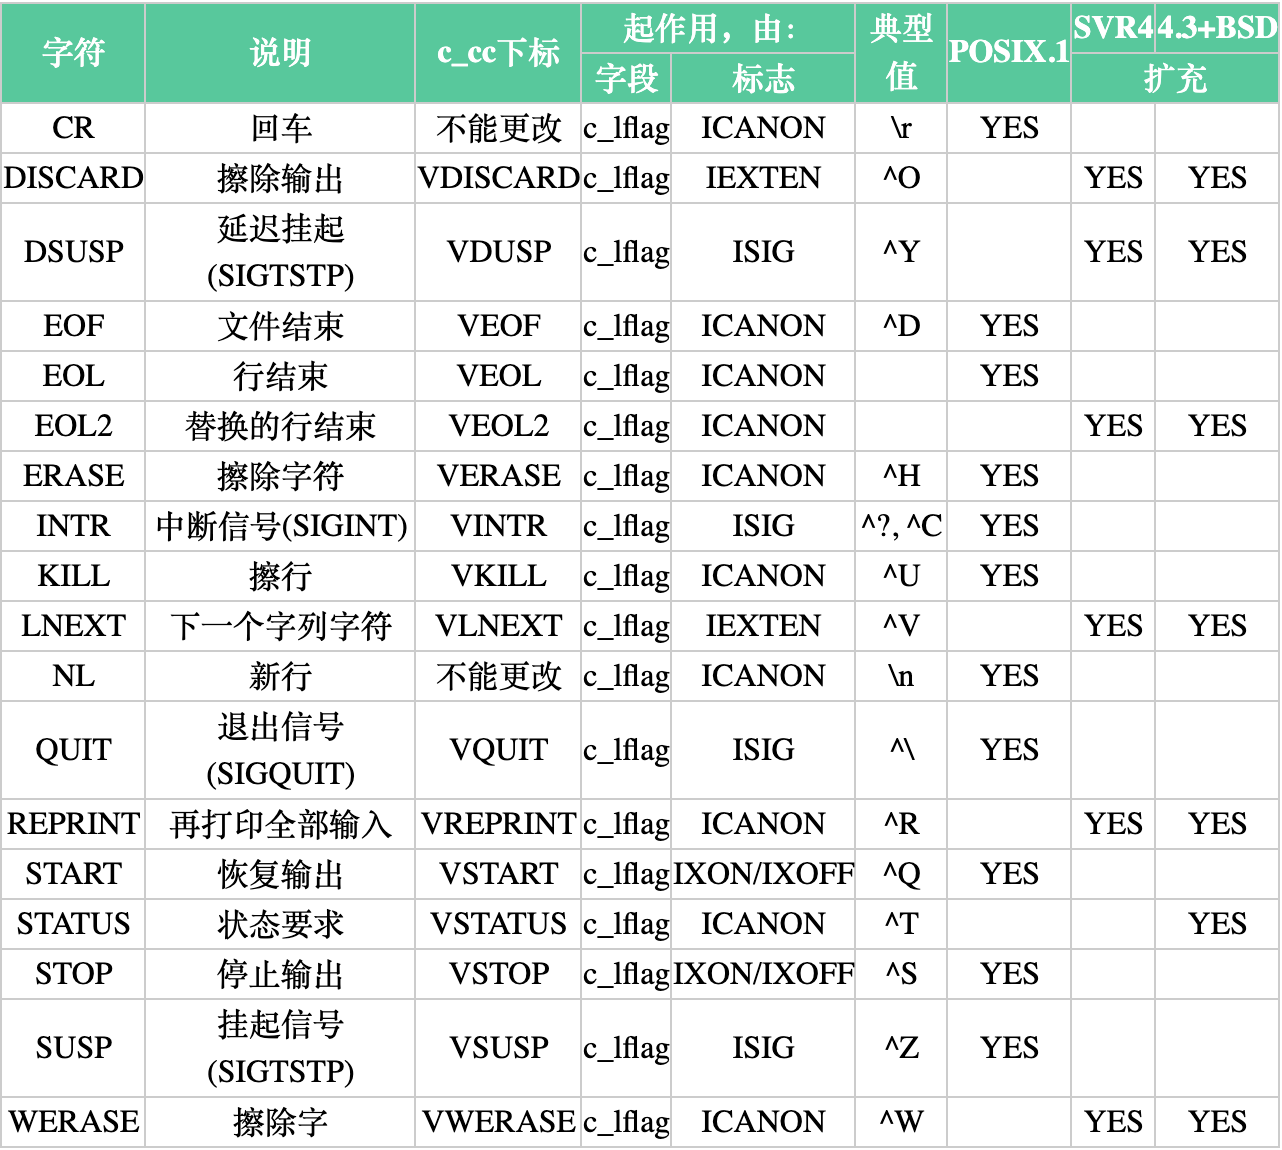 字符 说明 c_cc下标 起作用，由： 典型值 POSIX.1 SVR4 4.3+BSD
字段 标志 扩充
CR 回车 不能更改 c_lflag ICANON \r YES
DISCARD 擦除输出 VDISCARD c_lflag IEXTEN ^O YES YES
DSUSP 延迟挂起(SIGTSTP) VDUSP c_lflag ISIG ^Y YES YES
EOF 文件结束 VEOF c_lflag ICANON ^D YES
EOL 行结束 VEOL c_lflag ICANON YES
EOL2 替换的行结束 VEOL2 c_lflag ICANON YES YES
ERASE 擦除字符 VERASE c_lflag ICANON ^H YES
INTR 中断信号(SIGINT) VINTR c_lflag ISIG ^?, ^C YES
KILL 擦行 VKILL c_lflag ICANON ^U YES
LNEXT 下一个字列字符 VLNEXT c_lflag IEXTEN ^V YES YES
NL 新行 不能更改 c_lflag ICANON \n YES
QUIT 退出信号(SIGQUIT) VQUIT c_lflag ISIG ^\ YES
REPRINT 再打印全部输入 VREPRINT c_lflag ICANON ^R YES YES
START 恢复输出 VSTART c_lflag IXON/IXOFF ^Q YES
STATUS 状态要求 VSTATUS c_lflag ICANON ^T YES
STOP 停止输出 VSTOP c_lflag IXON/IXOFF ^S YES
SUSP 挂起信号(SIGTSTP) VSUSP c_lflag ISIG ^Z YES
WERASE 擦除字 VWERASE c_lflag ICANON ^W YES YES